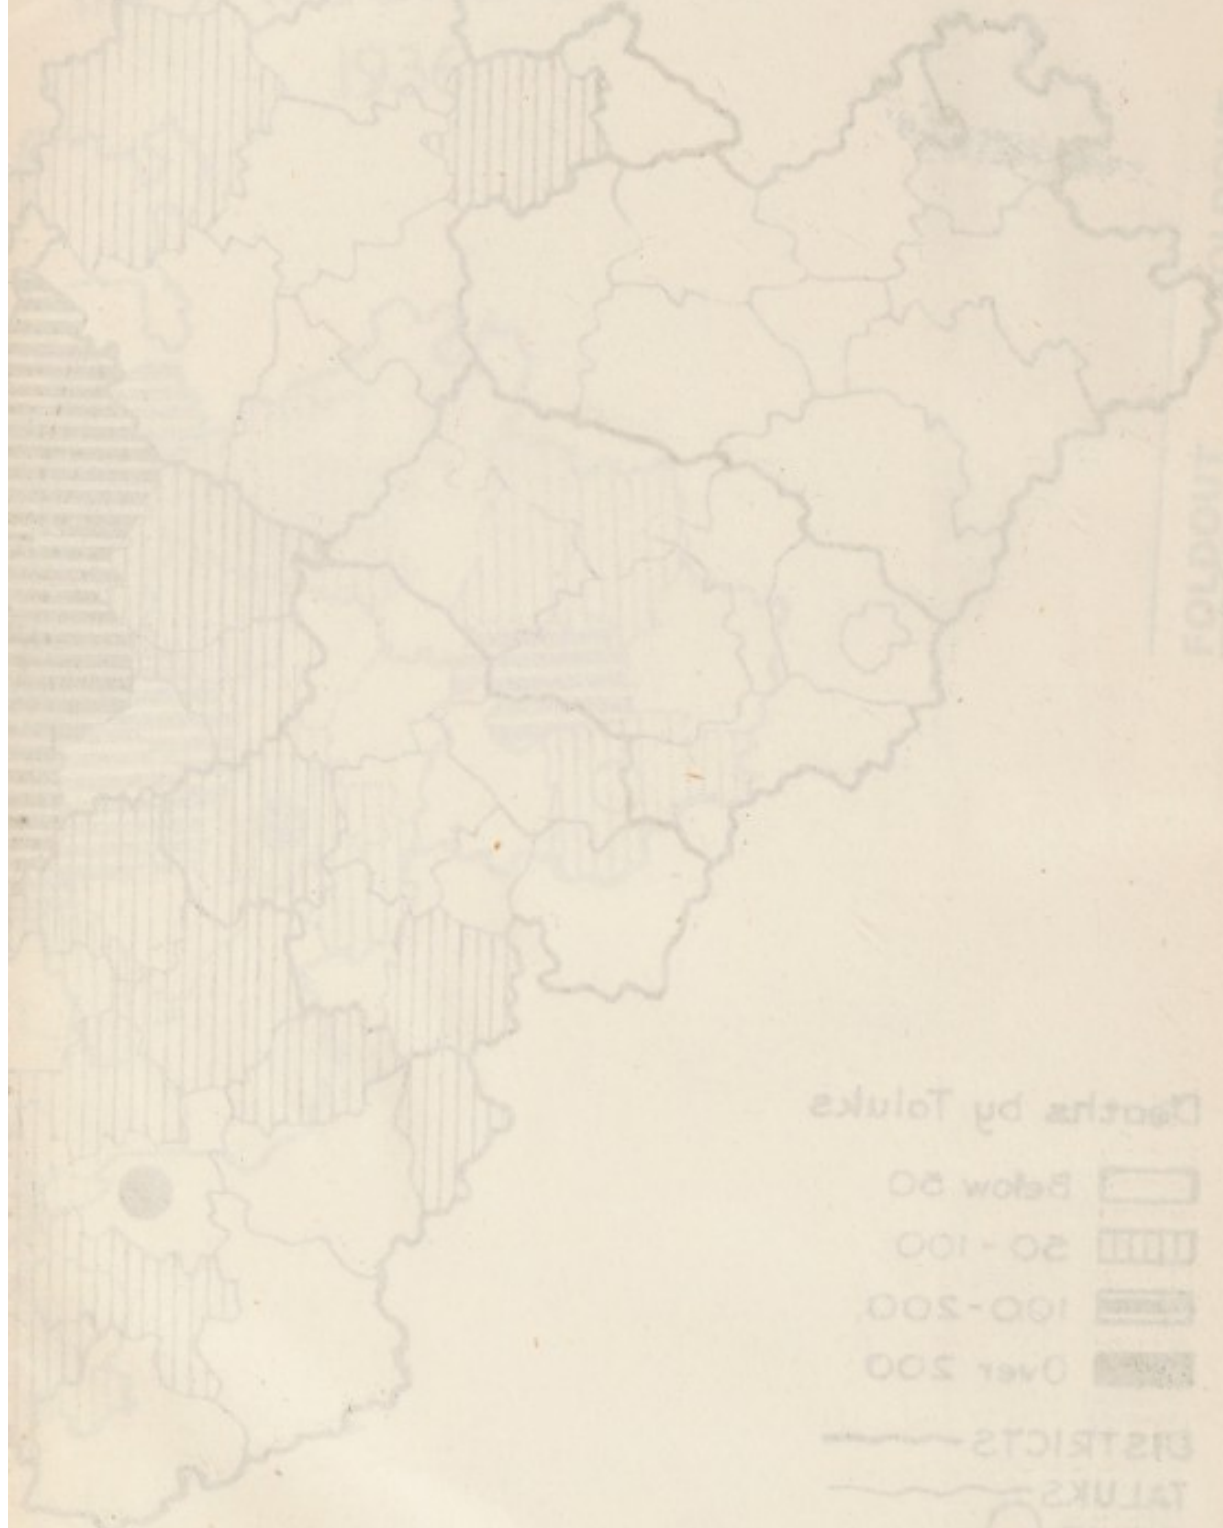 Deaths by Taluks
Below 50
50-100
100-200
Over 200
DISTRICTS
TALUKS
FOLDOUT